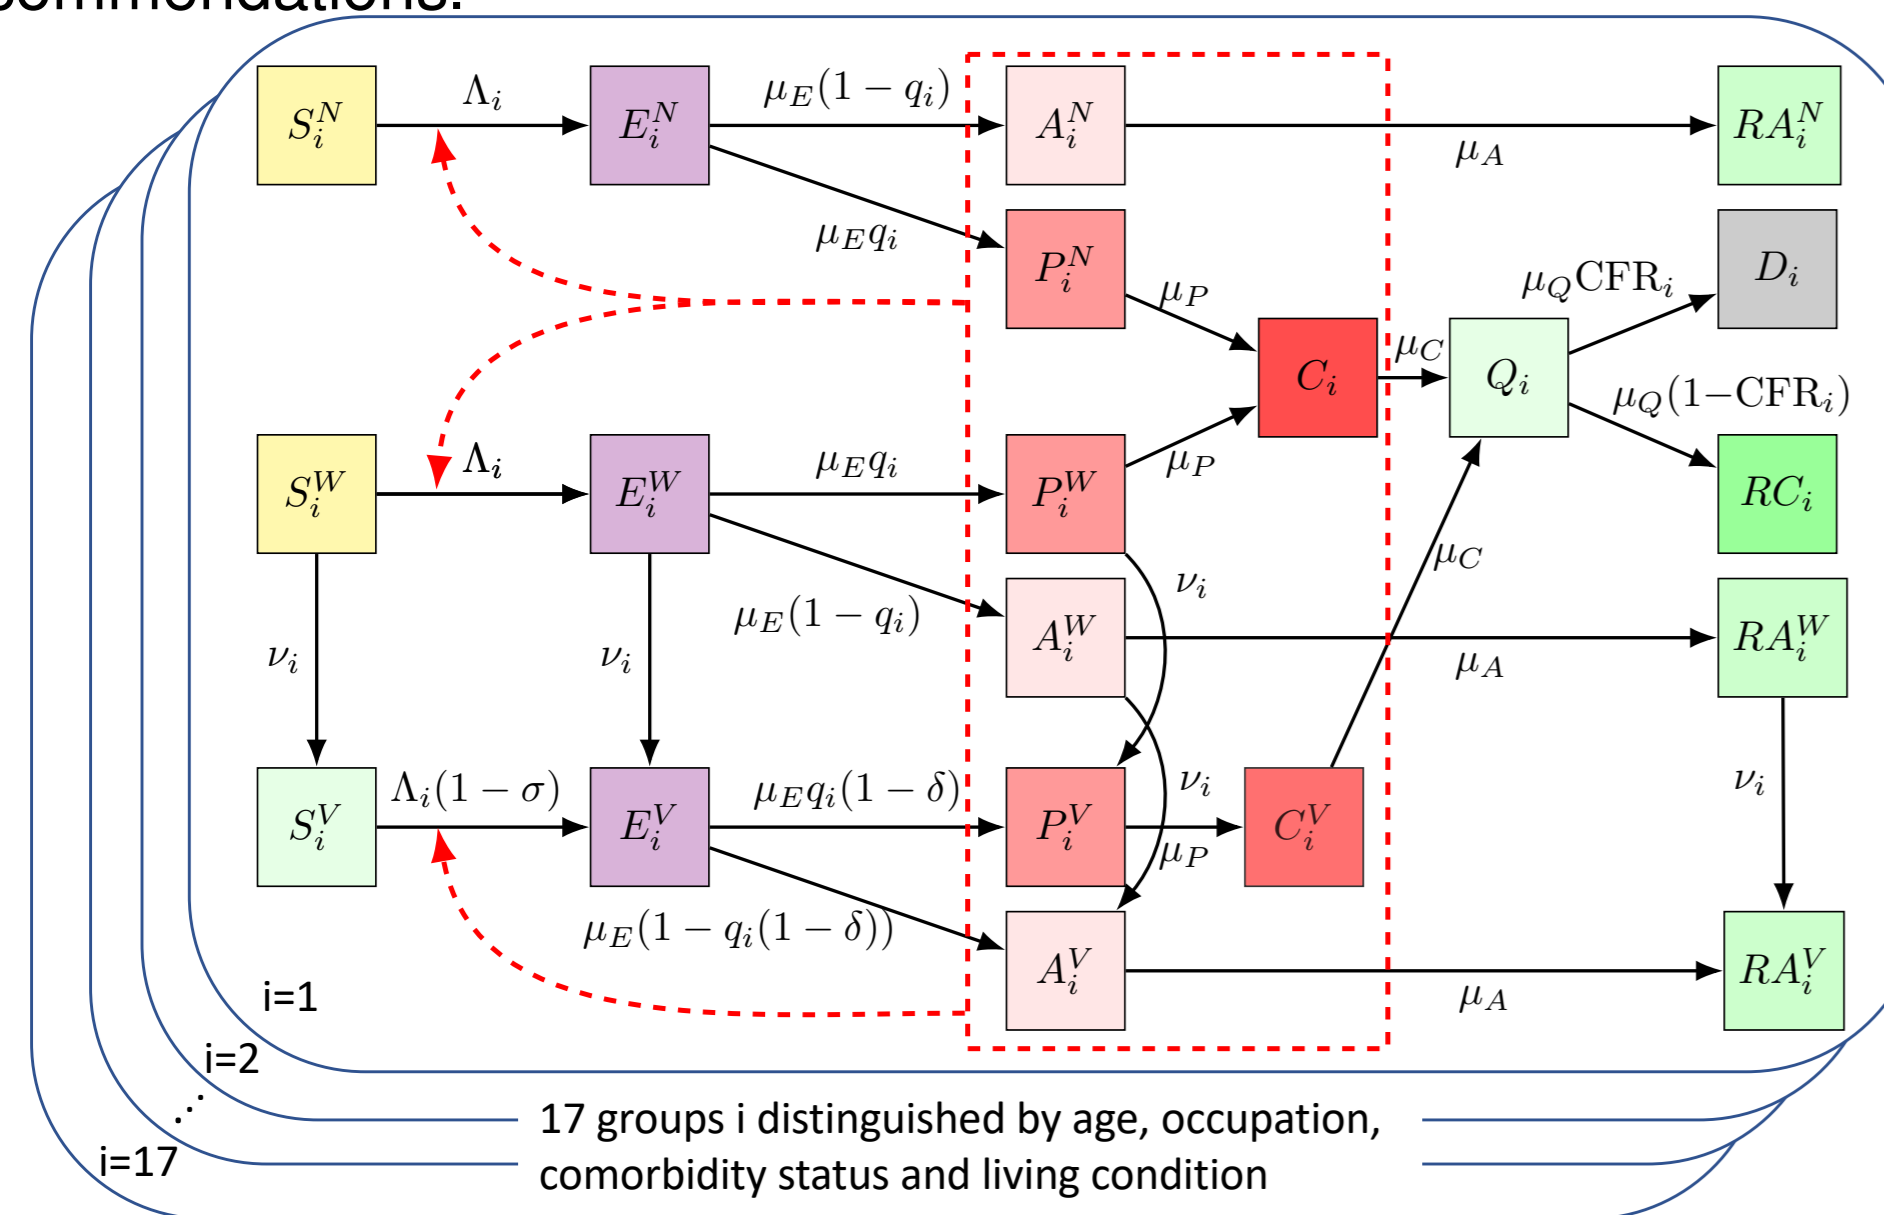 commendations.
Λ_i
μ_E(1 − q_i)
S_i^N
E_i^N
A_i^N
RA_i^N
μ_A
μ_E q_i
P_i^N
D_i
μ_P
μ_Q CFR_i
C_i
μ_C
Q_i
μ_Q(1−CFR_i)
Λ_i
μ_E q_i
μ_P
S_i^W
E_i^W
P_i^W
RC_i
μ_C
ν_i
μ_E(1 − q_i)
A_i^W
RA_i^W
μ_A
ν_i
ν_i
Λ_i(1 − σ)
μ_E q_i(1 − δ)
ν_i
ν_i
S_i^V
E_i^V
P_i^V
μ_P
C_i^V
μ_E(1 − q_i(1 − δ))
A_i^V
RA_i^V
μ_A
i=1
i=2
...
i=17
17 groups i distinguished by age, occupation,
comorbidity status and living condition